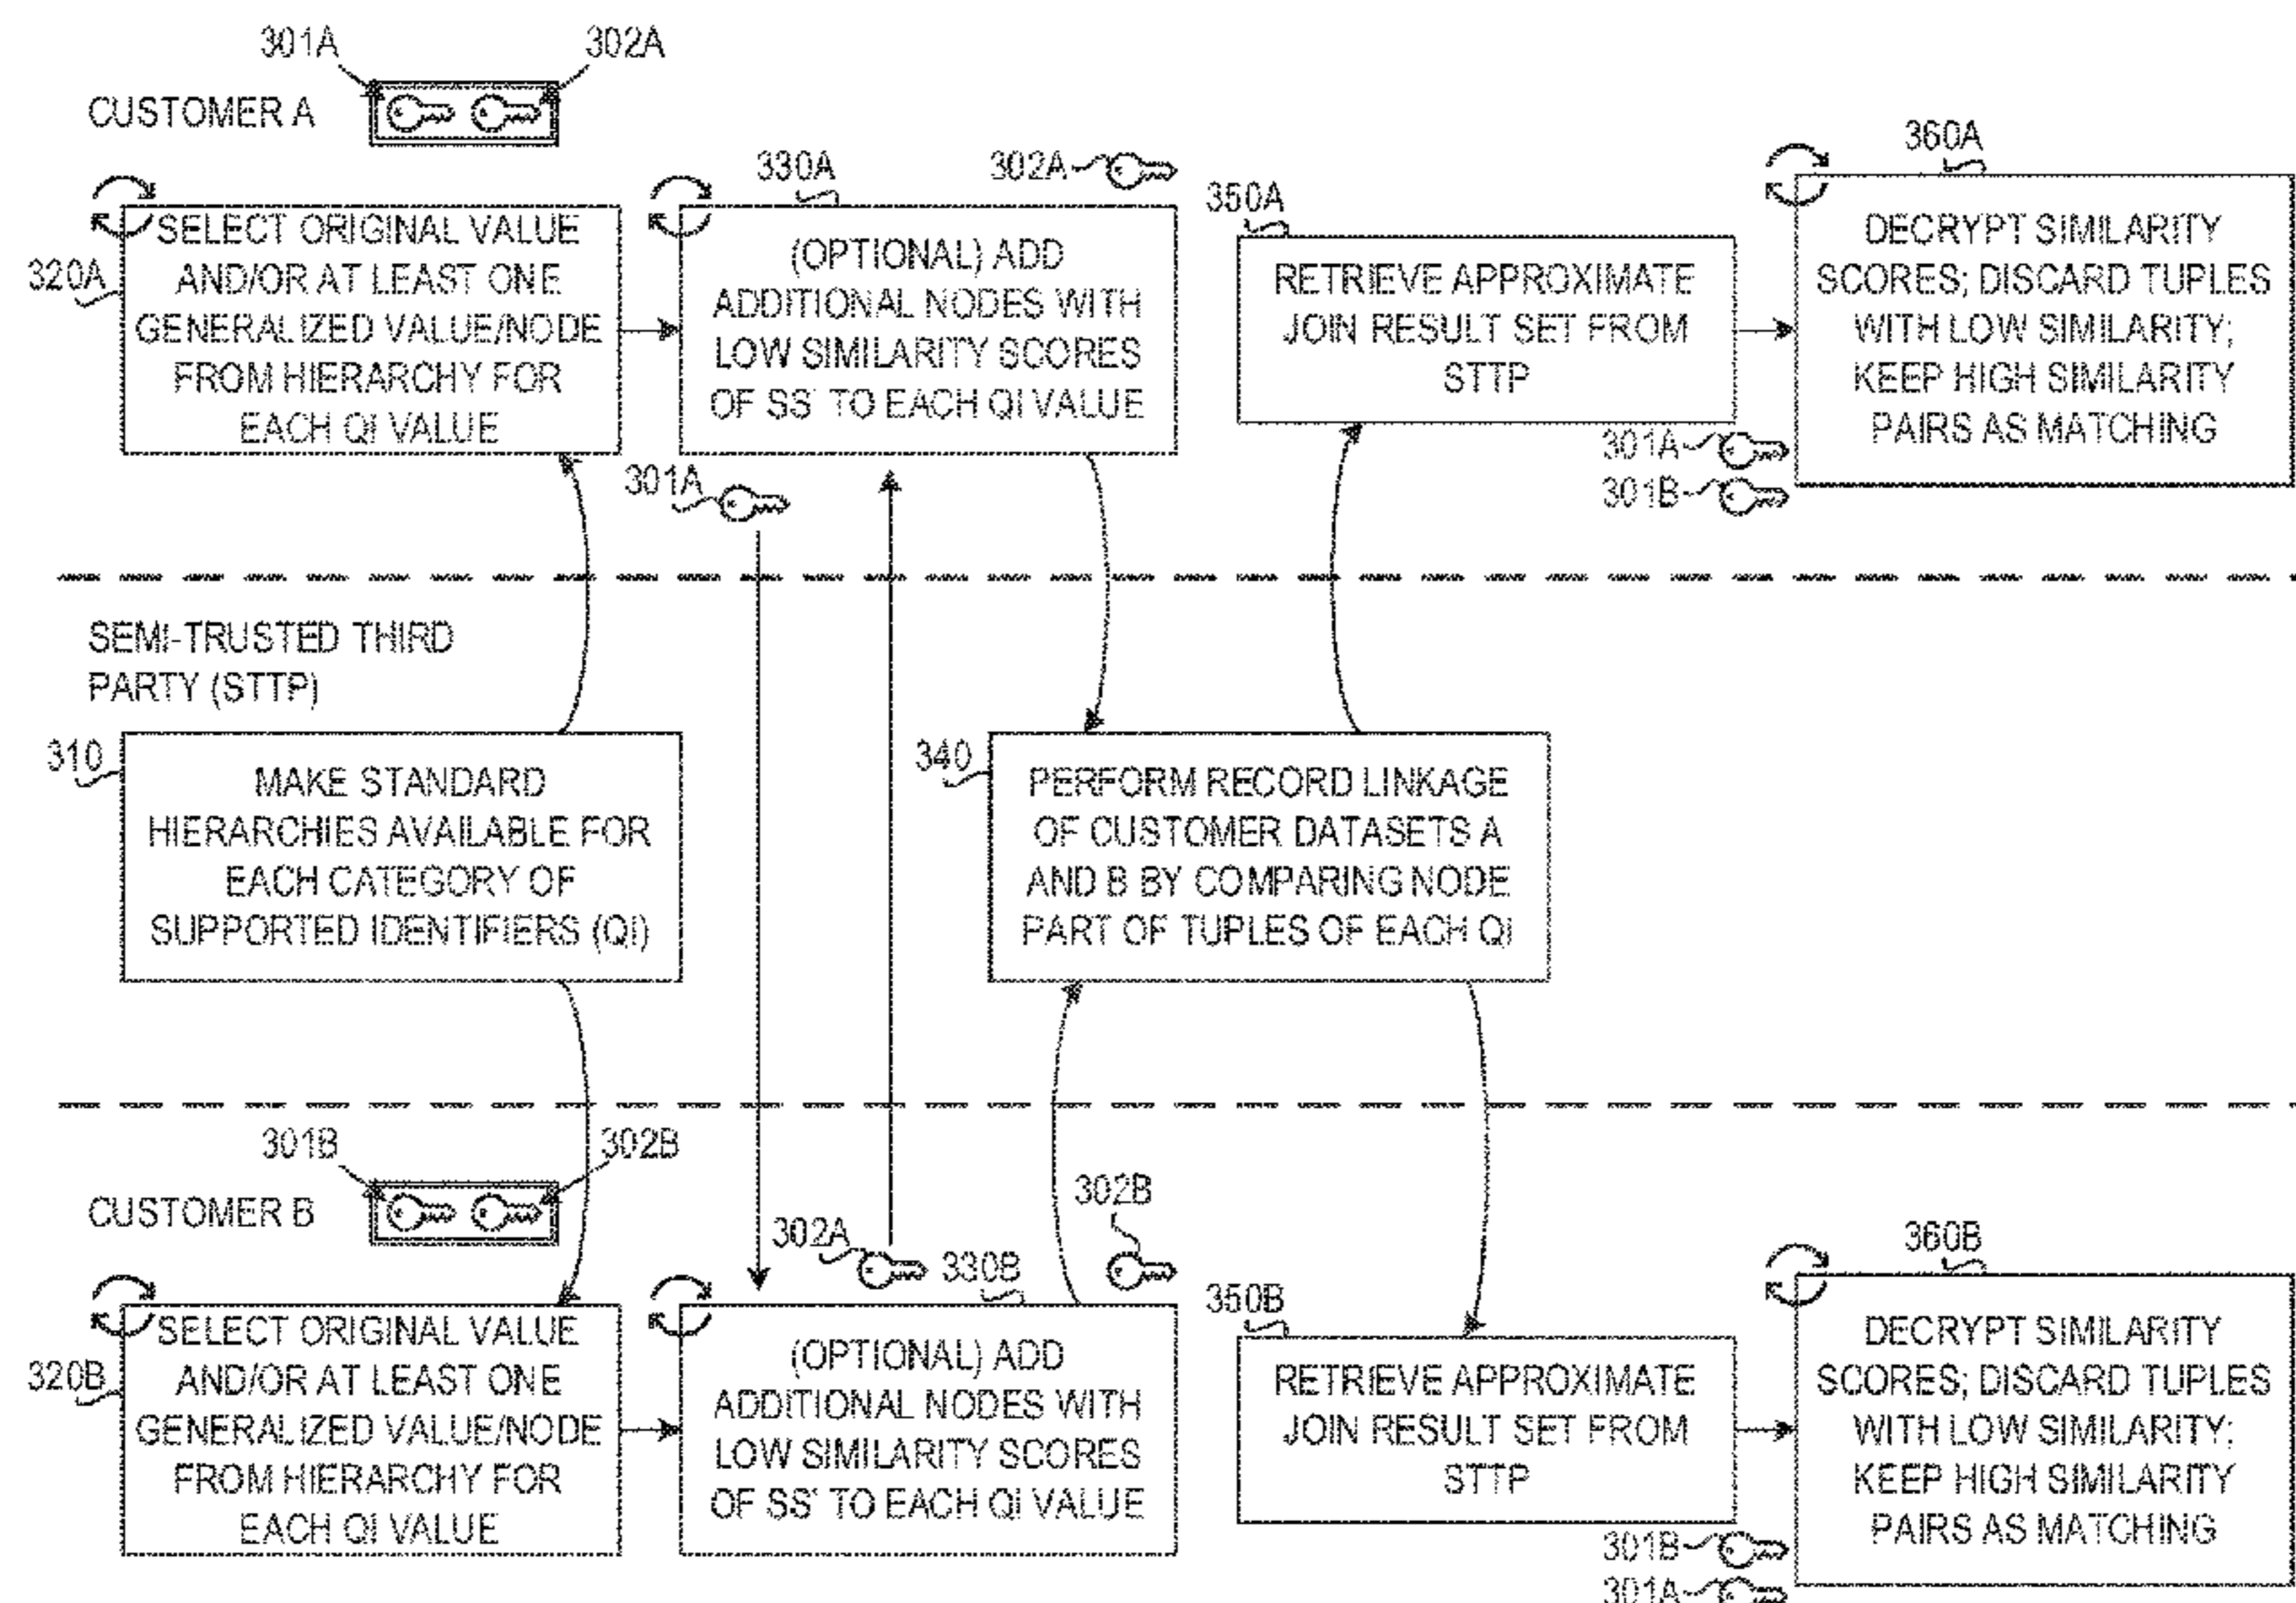 301A
302A
CUSTOMER A
320A
SELECT ORIGINAL VALUE
AND/OR AT LEAST ONE
GENERALIZED VALUE/NODE
FROM HIERARCHY FOR
EACH QI VALUE
330A
302A
(OPTIONAL) ADD
ADDITIONAL NODES WITH
LOW SIMILARITY SCORES
OF SS' TO EACH QI VALUE
301A
350A
RETRIEVE APPROXIMATE
JOIN RESULT SET FROM
STTP
360A
DECRYPT SIMILARITY
SCORES; DISCARD TUPLES
WITH LOW SIMILARITY;
KEEP HIGH SIMILARITY
PAIRS AS MATCHING
301A
301B
SEMI-TRUSTED THIRD
PARTY (STTP)
310
MAKE STANDARD
HIERARCHIES AVAILABLE FOR
EACH CATEGORY OF
SUPPORTED IDENTIFIERS (QI)
340
PERFORM RECORD LINKAGE
OF CUSTOMER DATASETS A
AND B BY COMPARING NODE
PART OF TUPLES OF EACH QI
301B
302B
CUSTOMER B
320B
SELECT ORIGINAL VALUE
AND/OR AT LEAST ONE
GENERALIZED VALUE/NODE
FROM HIERARCHY FOR
EACH QI VALUE
302A
330B
302B
(OPTIONAL) ADD
ADDITIONAL NODES WITH
LOW SIMILARITY SCORES
OF SS' TO EACH QI VALUE
350B
RETRIEVE APPROXIMATE
JOIN RESULT SET FROM
STTP
360B
DECRYPT SIMILARITY
SCORES; DISCARD TUPLES
WITH LOW SIMILARITY;
KEEP HIGH SIMILARITY
PAIRS AS MATCHING
301B
301A